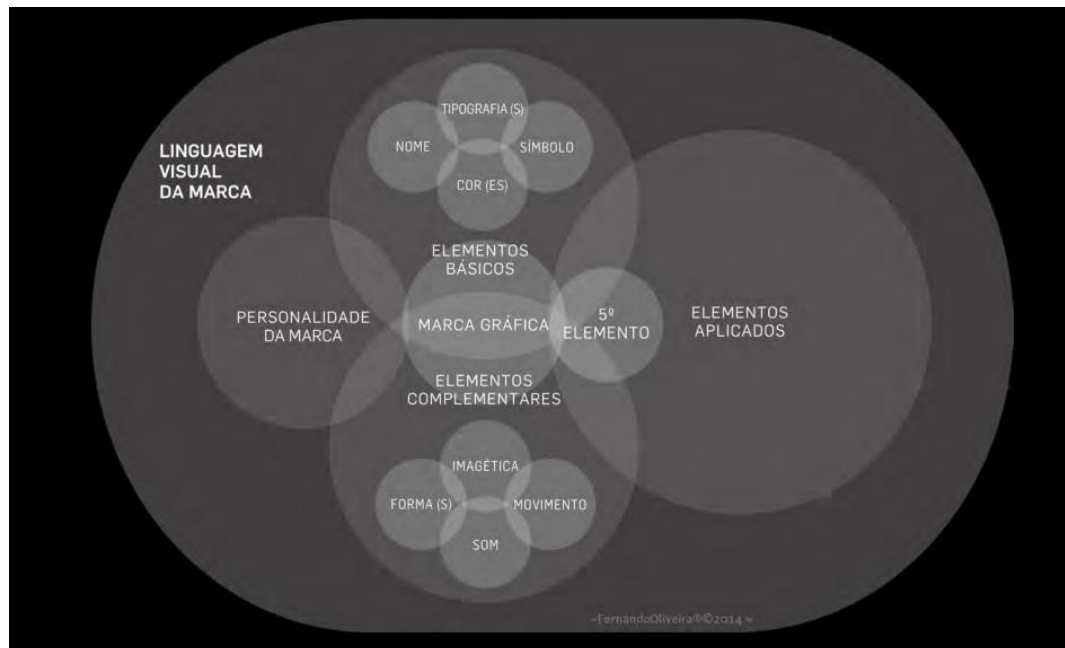 LINGUAGEM
VISUAL
DA MARCA
TIPOGRAFIA (S)
NOME
SÍMBOLO
COR (ES)
ELEMENTOS
BÁSICOS
PERSONALIDADE
DA MARCA
MARCA GRÁFICA
5º
ELEMENTO
ELEMENTOS
APLICADOS
ELEMENTOS
COMPLEMENTARES
IMAGÉTICA
FORMA (S)
MOVIMENTO
SOM
~FernandoOliveira®©2014~